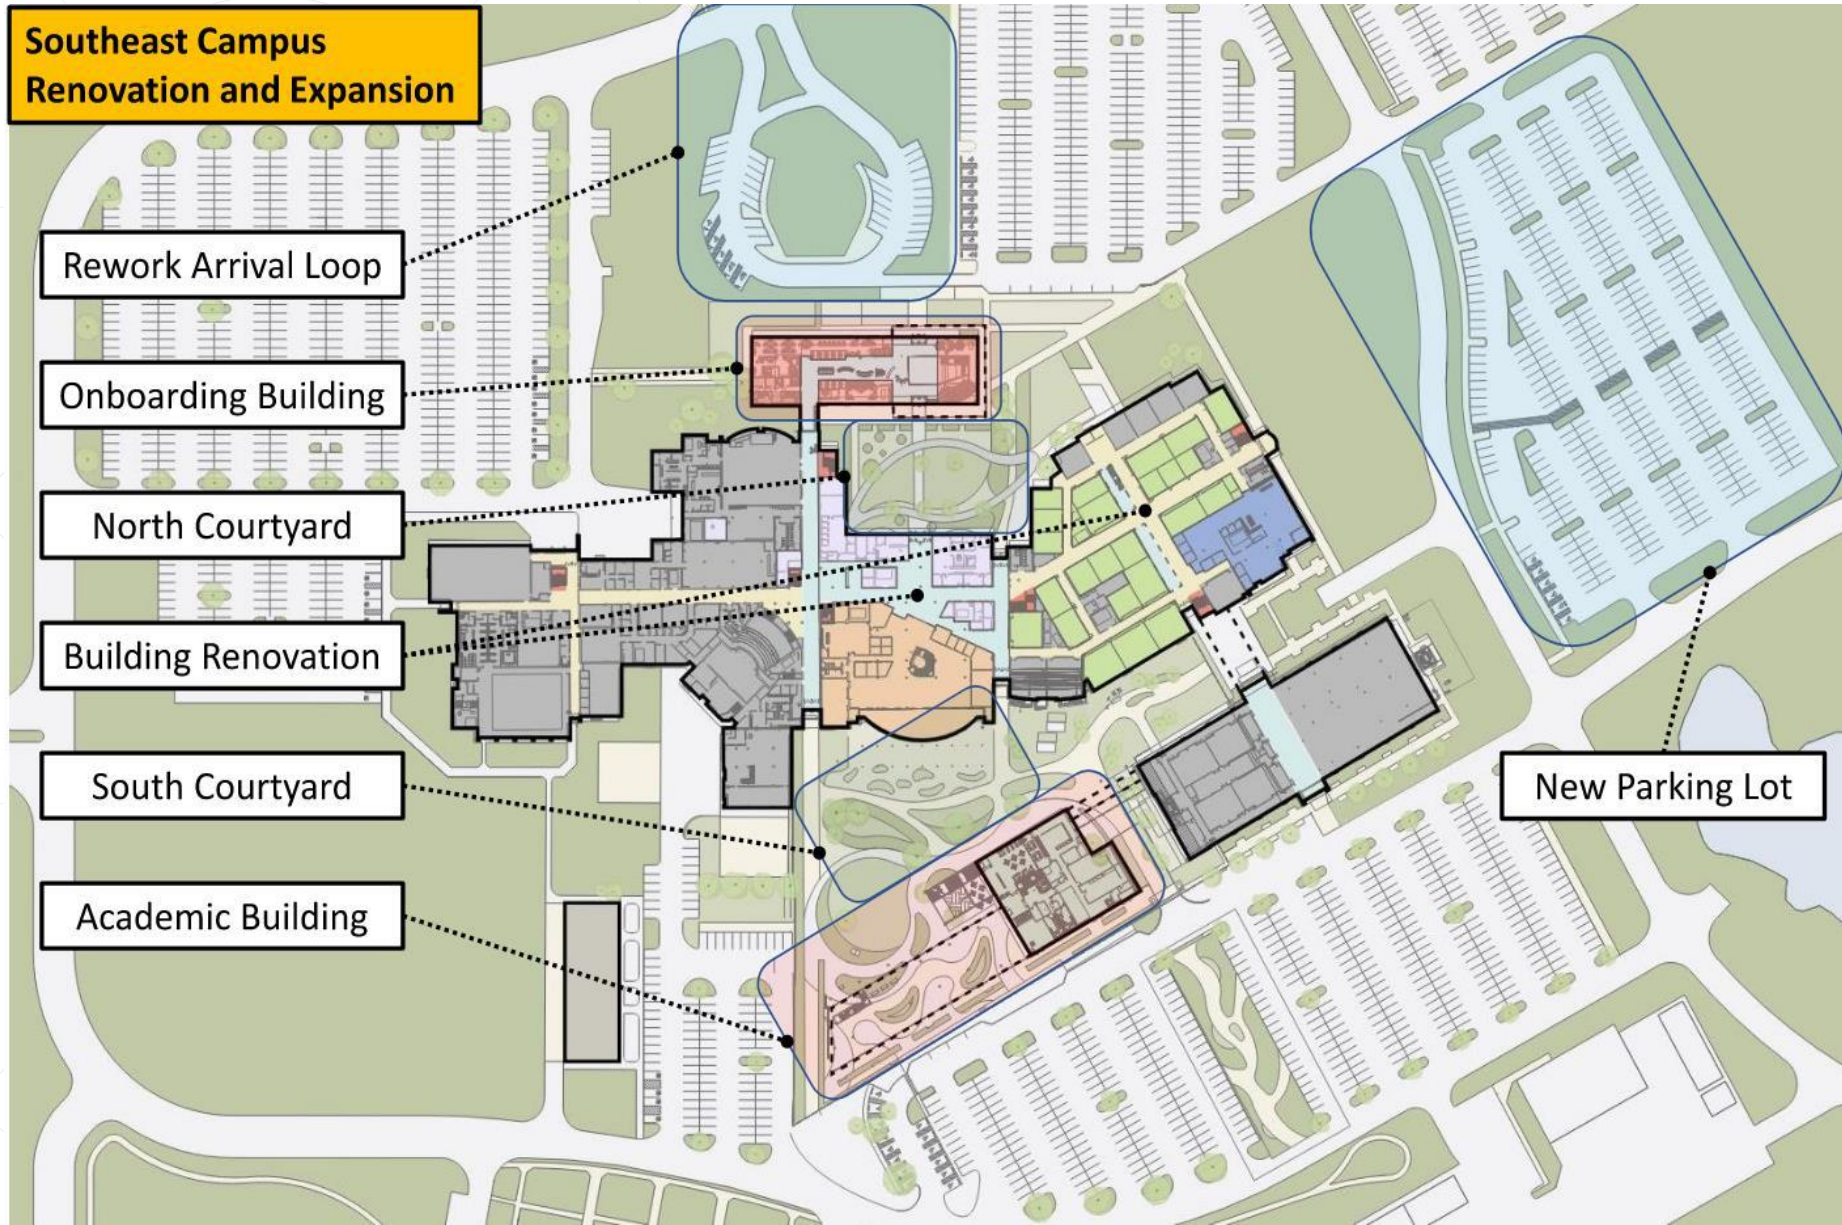 Southeast Campus
Renovation and Expansion
Rework Arrival Loop
Onboarding Building
North Courtyard
Building Renovation
South Courtyard
Academic Building
New Parking Lot